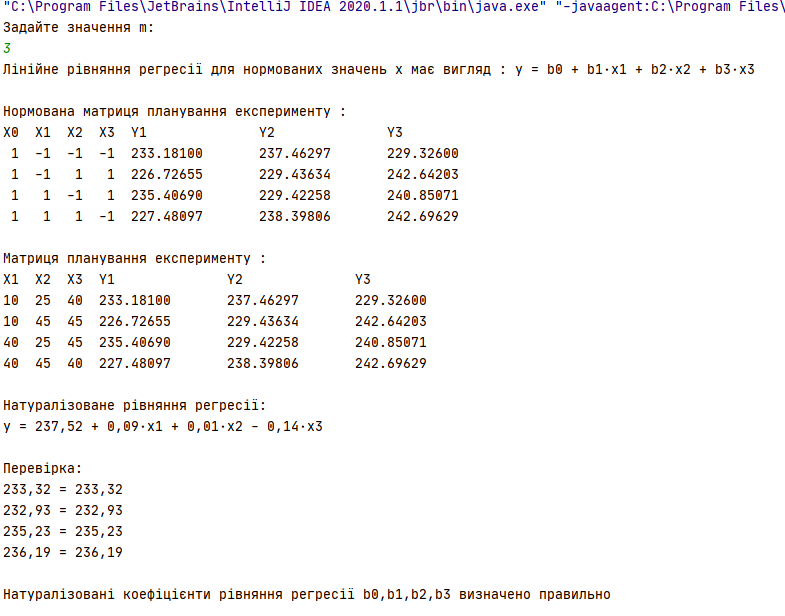 "C:\Program Files\JetBrains\IntelliJ IDEA 2020.1.1\jbr\bin\java.exe" "-javaagent:C:\Program Files\
Задайте значення m:
3
Лінійне рівняння регресії для нормованих значень x має вигляд : y = b0 + b1·x1 + b2·x2 + b3·x3
Нормована матриця планування експерименту :
X0 X1 X2 X3 Y1 Y2 Y3
1 -1 -1 -1 233.18100 237.46297 229.32600
1 -1 1 1 226.72655 229.43634 242.64203
1 1 -1 1 235.40690 229.42258 240.85071
1 1 1 -1 227.48097 238.39806 242.69629
Матриця планування експерименту :
X1 X2 X3 Y1 Y2 Y3
10 25 40 233.18100 237.46297 229.32600
10 45 45 226.72655 229.43634 242.64203
40 25 45 235.40690 229.42258 240.85071
40 45 40 227.48097 238.39806 242.69629
Натуралізоване рівняння регресії:
y = 237,52 + 0,09·x1 + 0,01·x2 - 0,14·x3
Перевірка:
233,32 = 233,32
232,93 = 232,93
235,23 = 235,23
236,19 = 236,19
Натуралізовані коефіцієнти рівняння регресії b0,b1,b2,b3 визначено правильно